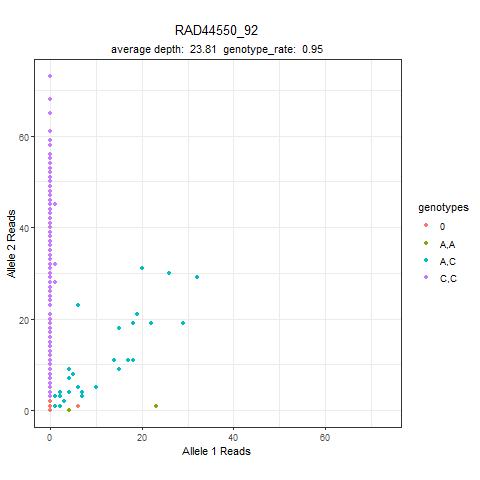 RAD44550_92
average depth: 23.81 genotype_rate: 0.95
60
40
20
0
Allele 2 Reads
0 20 40 60
Allele 1 Reads
genotypes
0
A,A
A,C
C,C